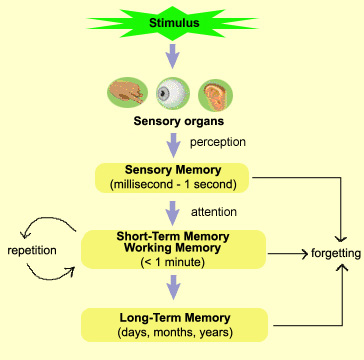 Stimulus
Sensory organs
perception
Sensory Memory
(millisecond - 1 second)
attention
Short-Term Memory
Working Memory
(< 1 minute)
repetition
forgetting
Long-Term Memory
(days, months, years)